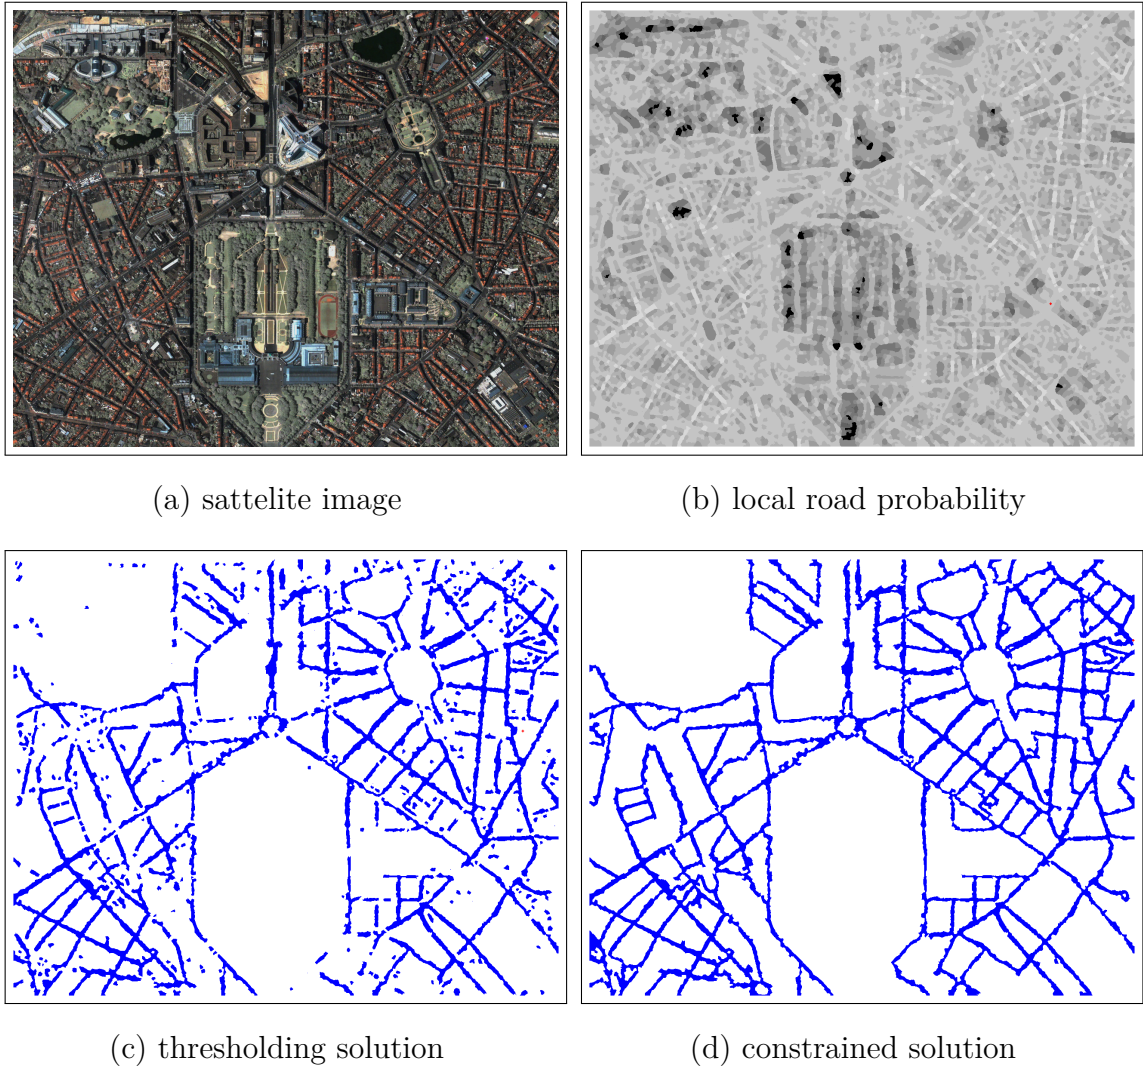 (a) sattelite image
(b) local road probability
(c) thresholding solution
(d) constrained solution